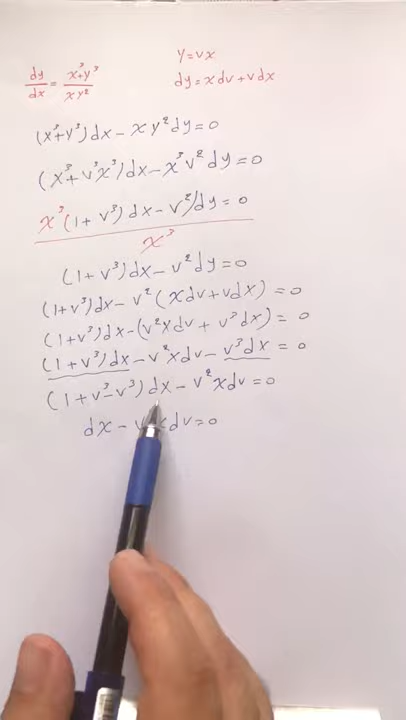 y=vx
dy/dx = x³+y³/xy²
dy=xdv+vdx
(x³+y³)dx-xy²dy=0
(x³+v³x³)dx-x³v²dy=0
x³(1+v³)dx-v²)dy=0
x³
(1+v³)dx-v²dy=0
(1+v³)dx-v²(xdv+vdx)=0
(1+v³)dx-(v²xdv+v³dx)=0
(1+v³)dx-v²xdv-v³dx=0
(1+v³-v³)dx-v²xdv=0
dx-v xdv=0